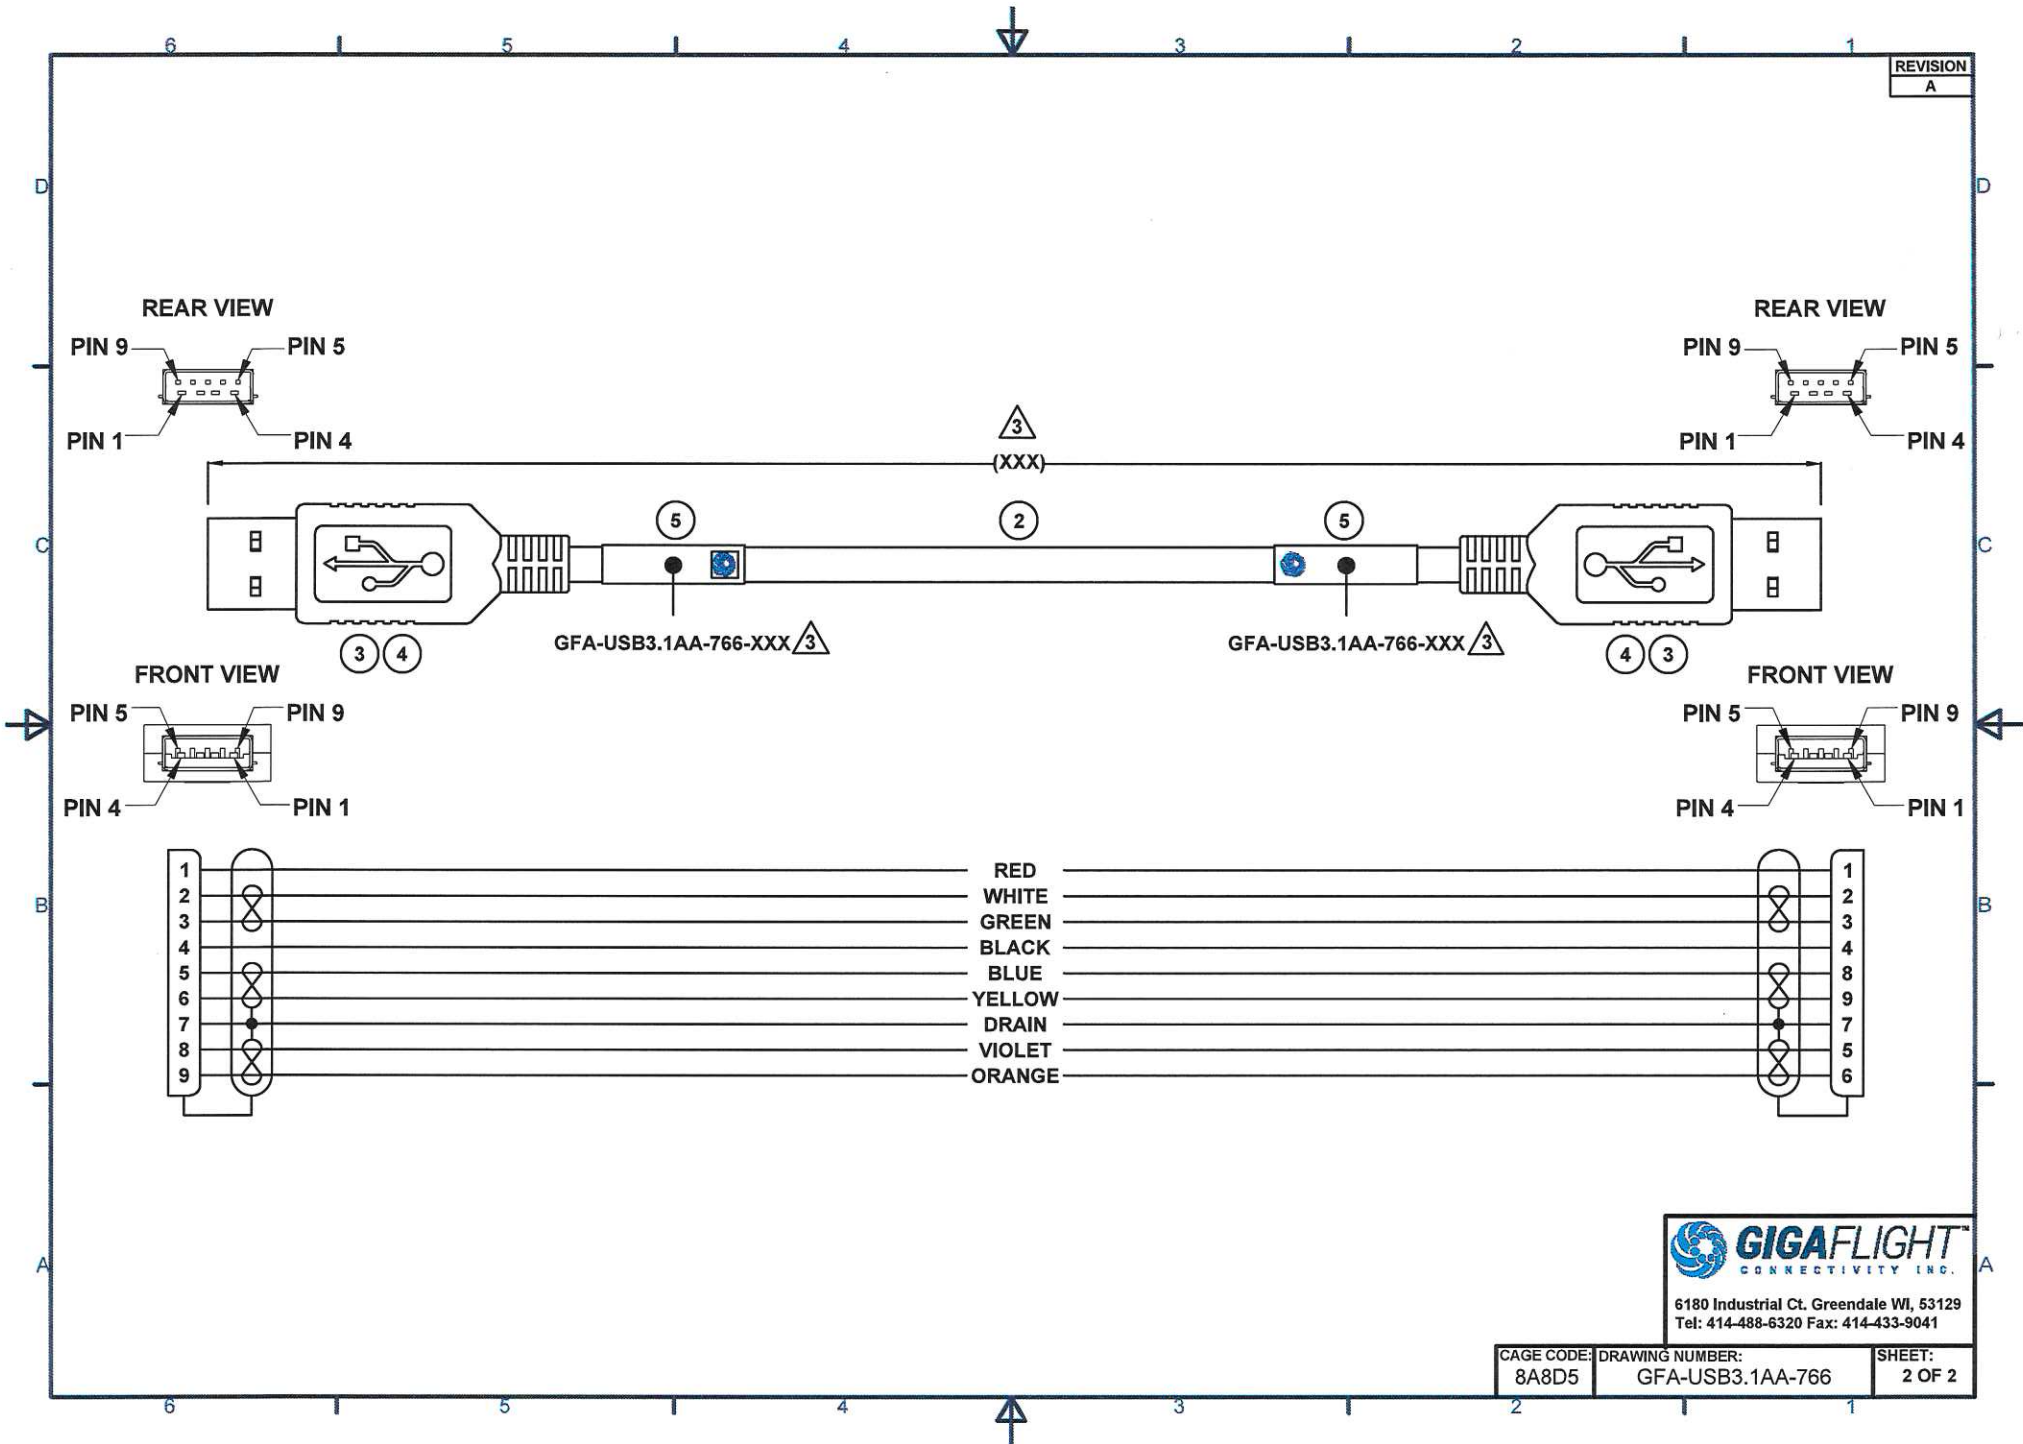 6 5 4 3 2 1
REVISION
A
D D
REAR VIEW REAR VIEW
PIN 9 PIN 5 PIN 9 PIN 5
PIN 1 PIN 4 PIN 1 PIN 4
3
(XXX)
5 2 5
C C
GFA-USB3.1AA-766-XXX 3 GFA-USB3.1AA-766-XXX 3
3 4 4 3
FRONT VIEW FRONT VIEW
PIN 5 PIN 9 PIN 5 PIN 9
PIN 4 PIN 1 PIN 4 PIN 1
1 RED 1
2 WHITE 2
B B
3 GREEN 3
4 BLACK 4
5 BLUE 8
6 YELLOW 9
7 DRAIN 7
8 VIOLET 5
9 ORANGE 6
GIGAFLIGHT™
CONNECTIVITY INC.
A A
6180 Industrial Ct. Greendale WI, 53129
Tel: 414-488-6320 Fax: 414-433-9041
CAGE CODE: DRAWING NUMBER: SHEET:
8A8D5 GFA-USB3.1AA-766 2 OF 2
6 5 4 3 2 1